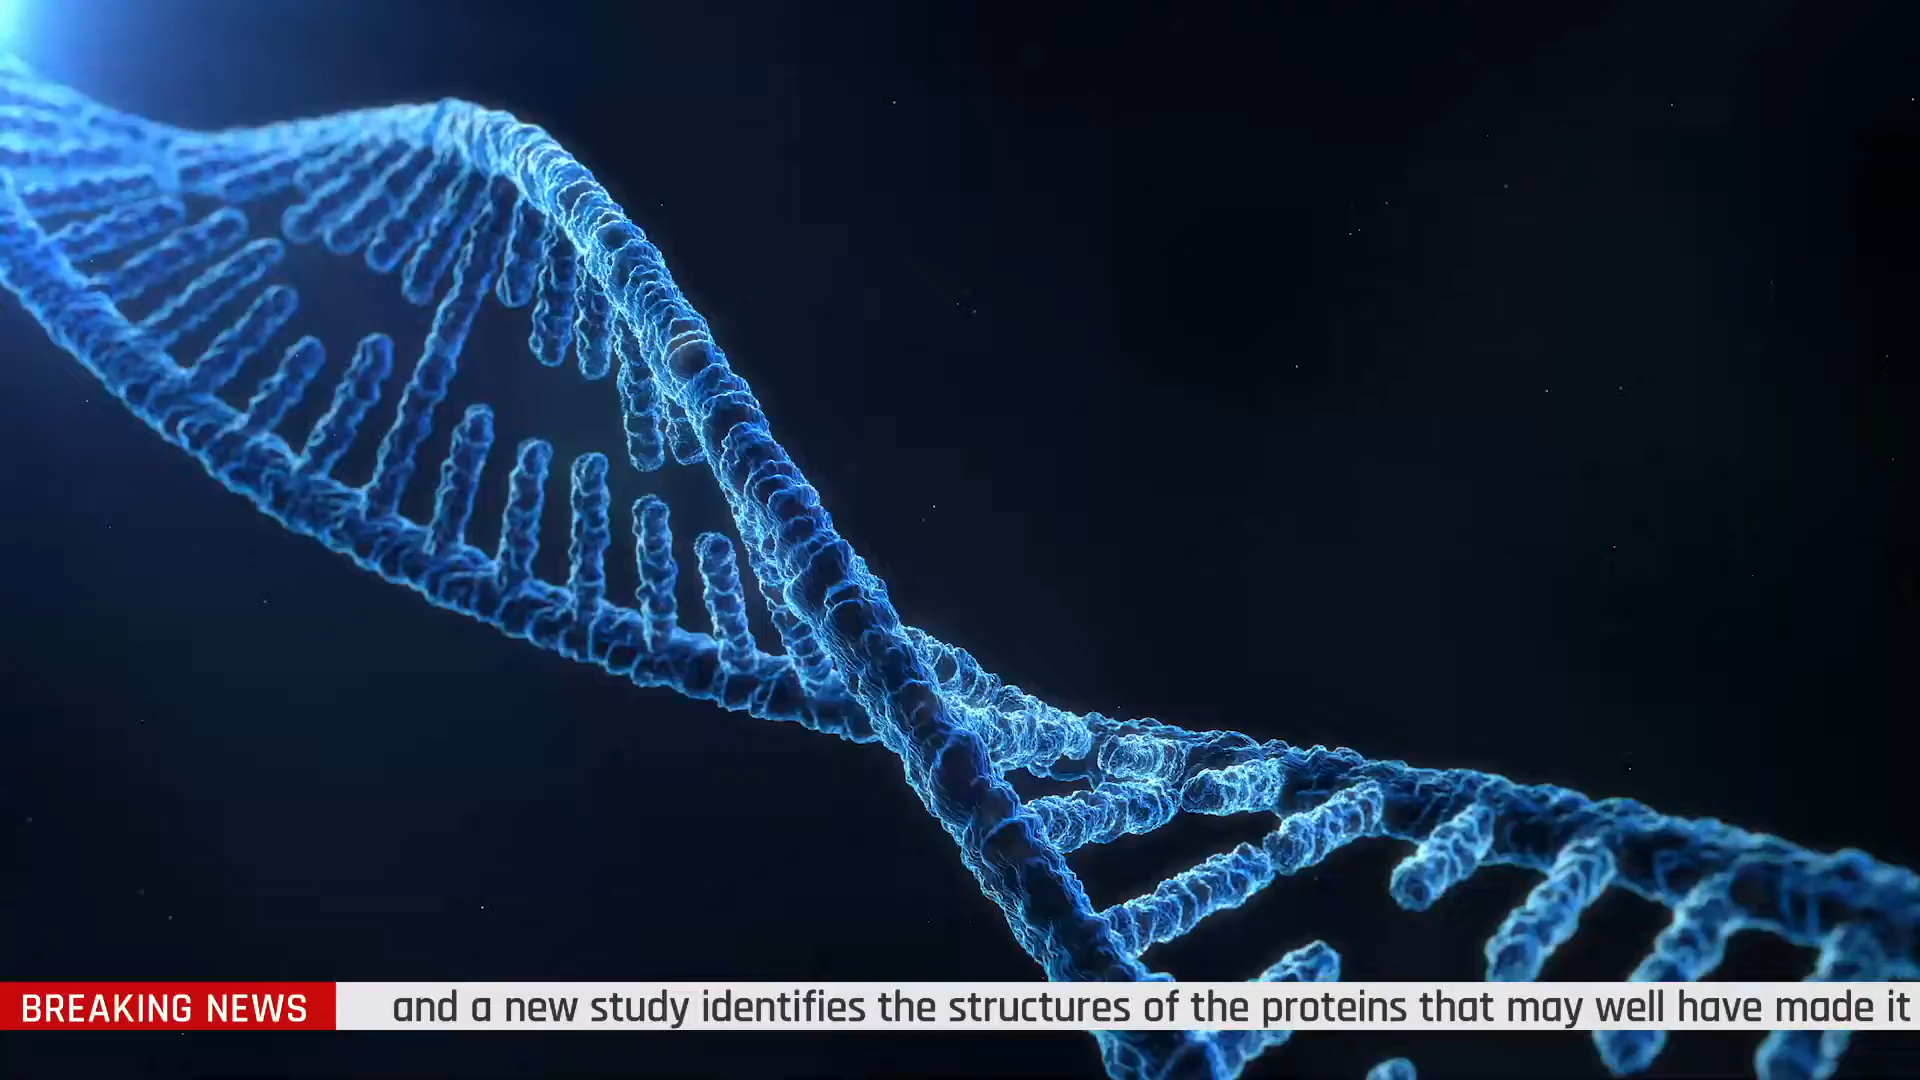 BREAKING NEWS and a new study identifies the structures of the proteins that may well have made it